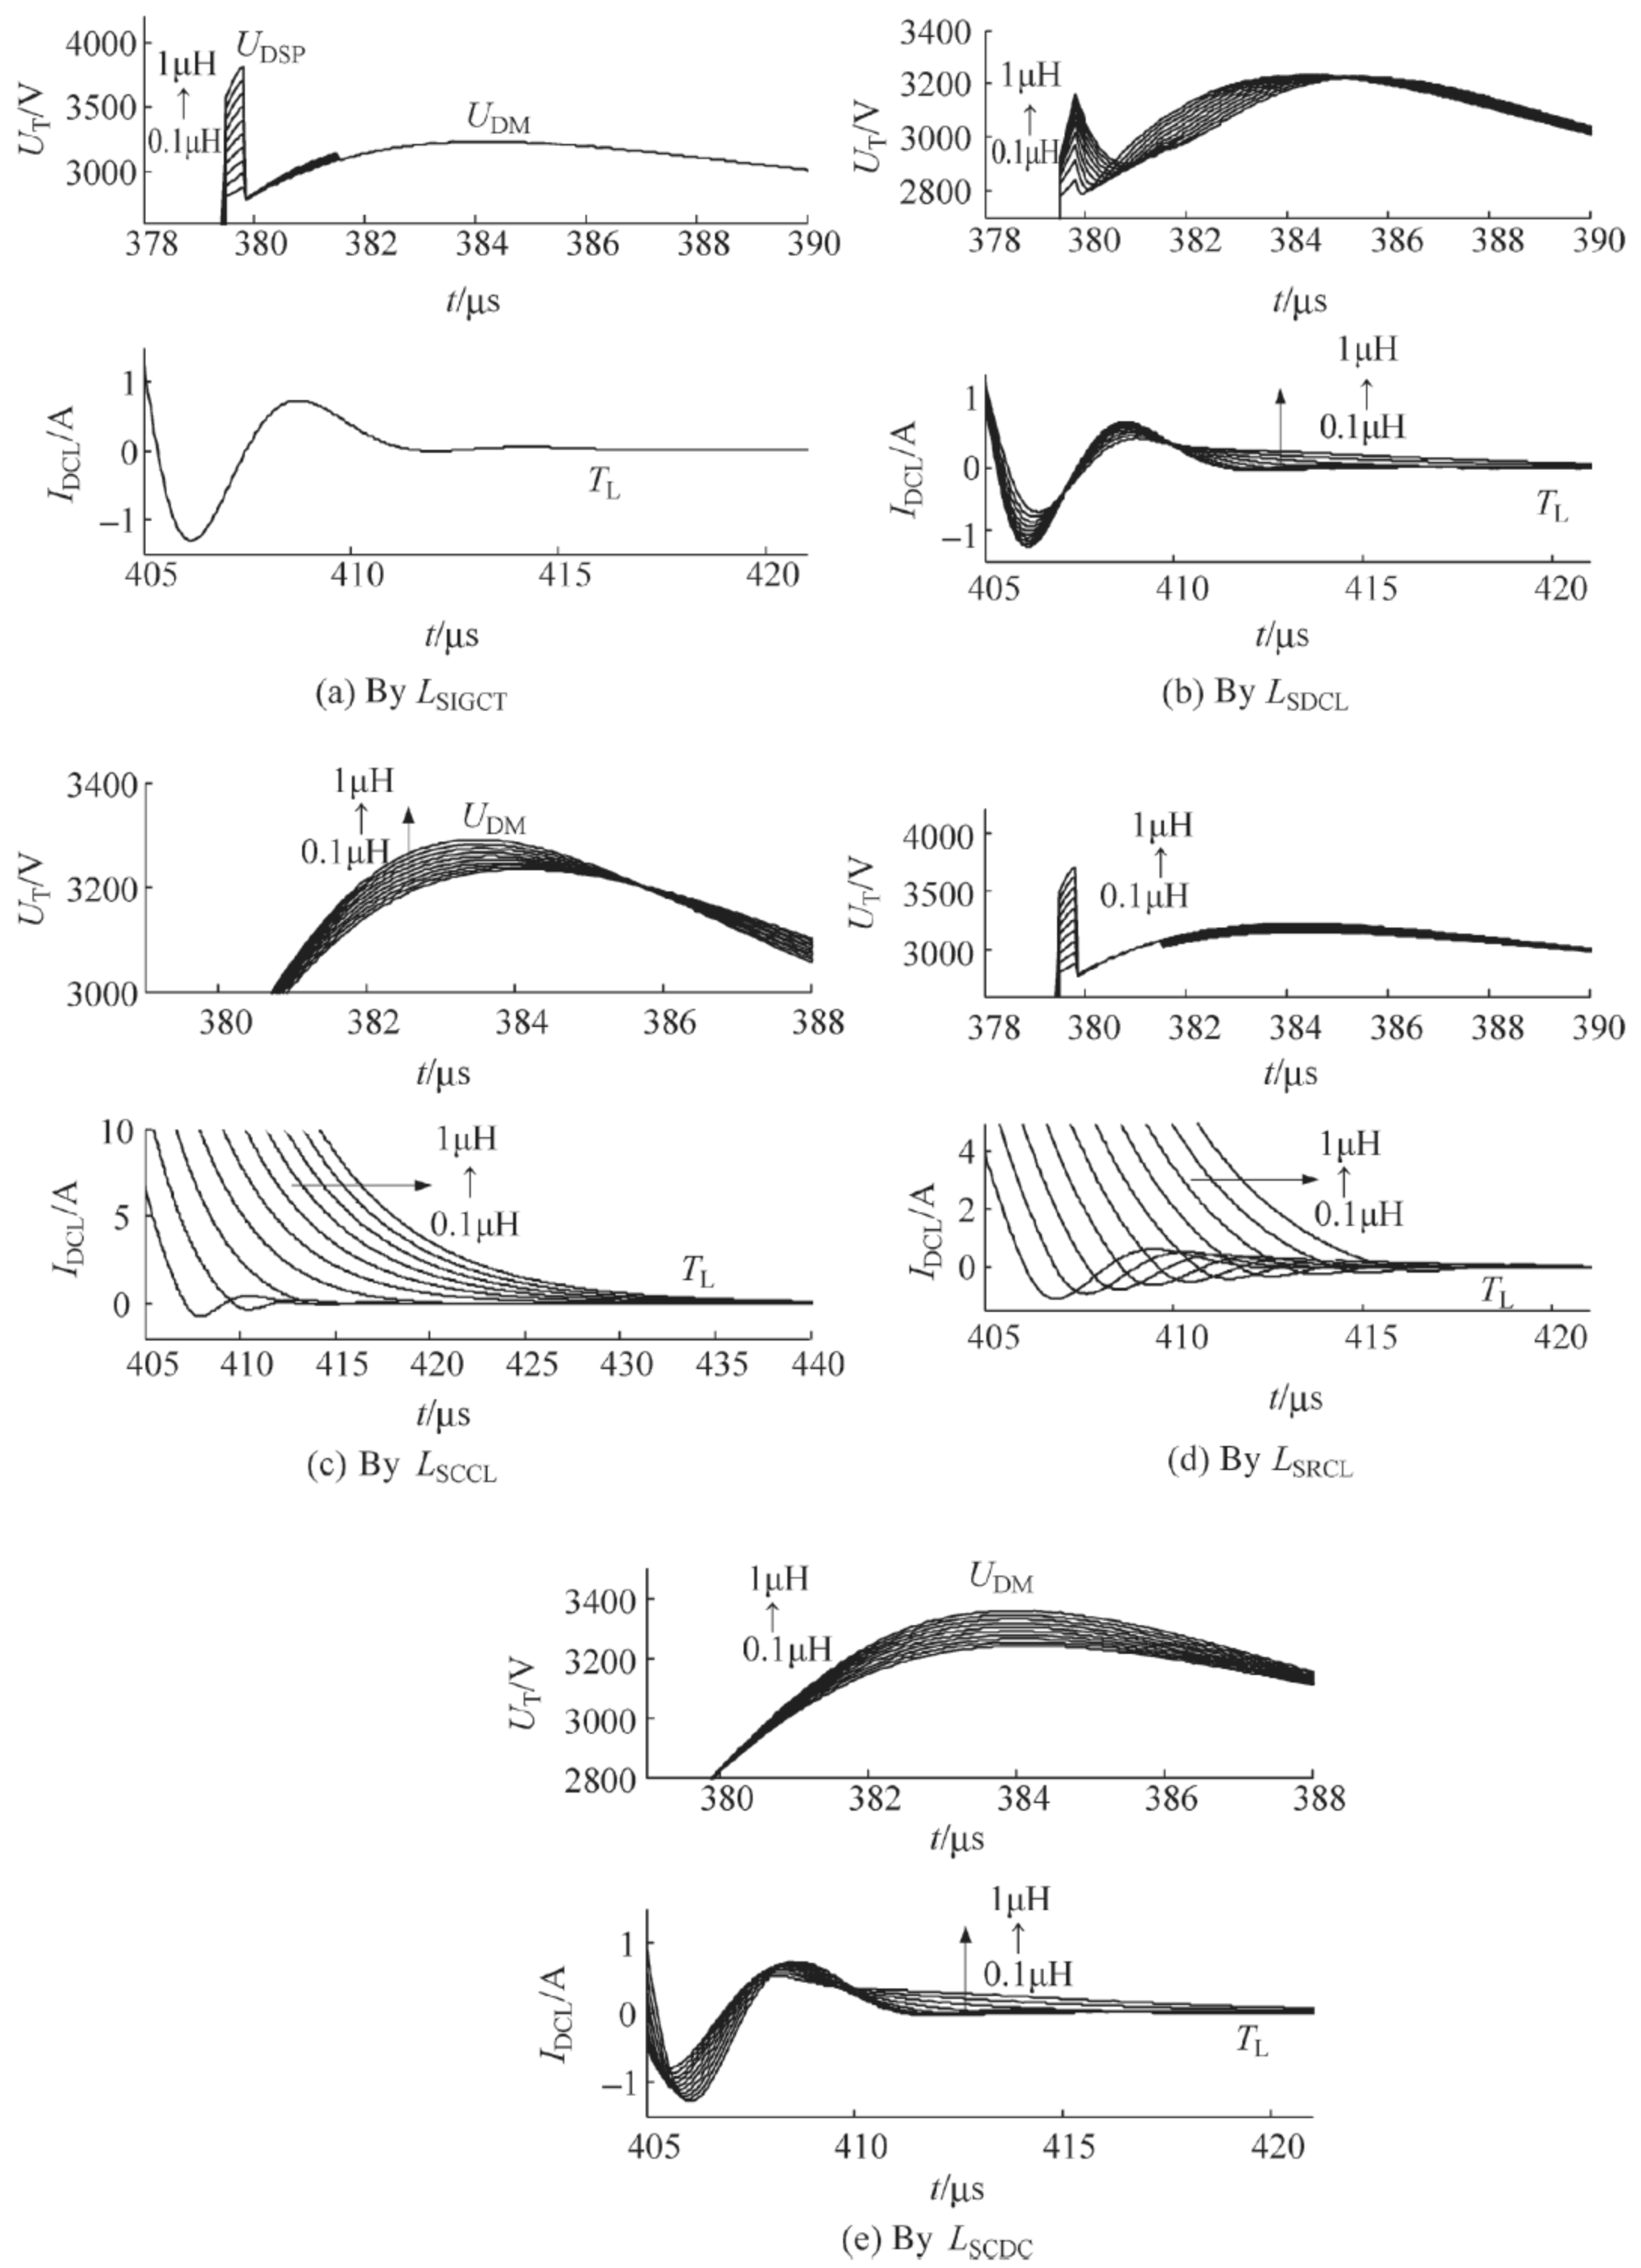 4000
3500
3000
U_T/V
1μH
↑
0.1μH
U_DSP
U_DM
378 380 382 384 386 388 390
t/μs
1
0
−1
I_DCL/A
T_L
405 410 415 420
t/μs
(a) By L_SIGCT
3400
3200
3000
2800
U_T/V
1μH
↑
0.1μH
378 380 382 384 386 388 390
t/μs
1
0
−1
I_DCL/A
1μH
↑
0.1μH
T_L
405 410 415 420
t/μs
(b) By L_SDCL
3400
3200
3000
U_T/V
1μH
↑
0.1μH
U_DM
380 382 384 386 388
t/μs
10
5
0
I_DCL/A
1μH
↑
0.1μH
T_L
405 410 415 420 425 430 435 440
t/μs
(c) By L_SCCL
4000
3500
3000
U_T/V
1μH
↑
0.1μH
378 380 382 384 386 388 390
t/μs
4
2
0
I_DCL/A
1μH
↑
0.1μH
T_L
405 410 415 420
t/μs
(d) By L_SRCL
3400
3200
3000
2800
U_T/V
1μH
↑
0.1μH
U_DM
380 382 384 386 388
t/μs
1
0
−1
I_DCL/A
1μH
↑
0.1μH
T_L
405 410 415 420
t/μs
(e) By L_SCDC